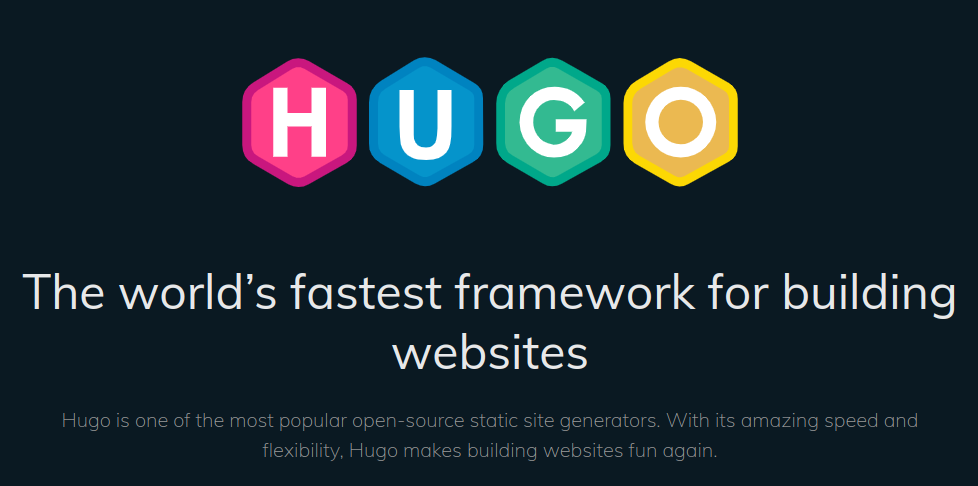 HUGO
The world’s fastest framework for building
websites
Hugo is one of the most popular open-source static site generators. With its amazing speed and
flexibility, Hugo makes building websites fun again.